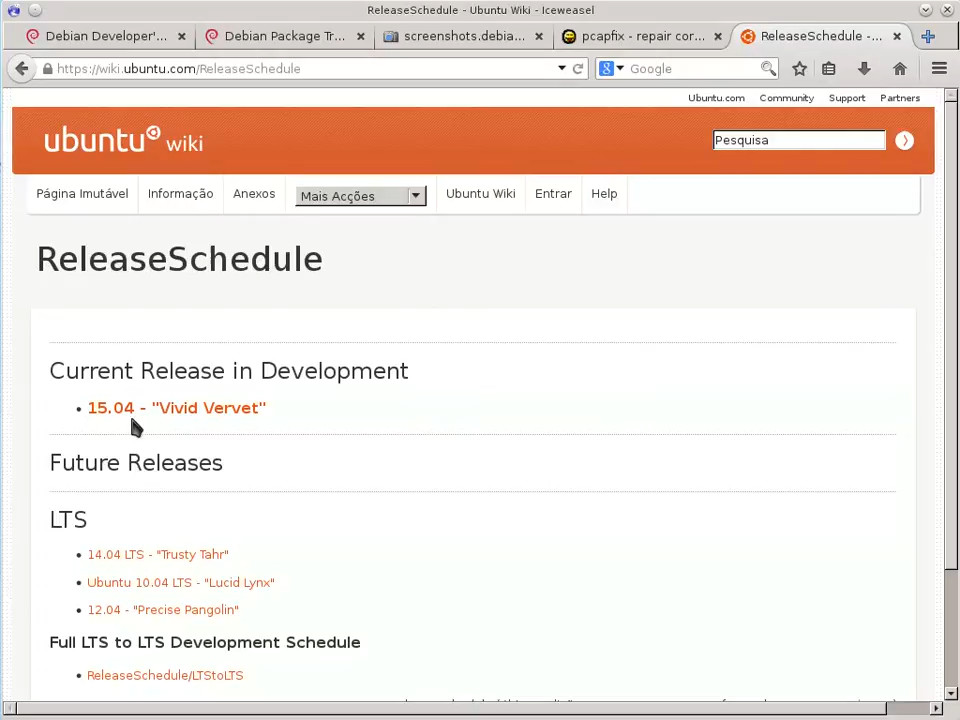 ReleaseSchedule - Ubuntu Wiki - Iceweasel
Debian Developer'...
Debian Package Tr...
screenshots.debia...
pcapfix - repair cor...
ReleaseSchedule -...
https://wiki.ubuntu.com/ReleaseSchedule
Google
Ubuntu.com Community Support Partners
ubuntu wiki
Pesquisa
Página Imutável Informação Anexos Mais Acções Ubuntu Wiki Entrar Help
ReleaseSchedule
Current Release in Development
15.04 - "Vivid Vervet"
Future Releases
LTS
14.04 LTS - "Trusty Tahr"
Ubuntu 10.04 LTS - "Lucid Lynx"
12.04 - "Precise Pangolin"
Full LTS to LTS Development Schedule
ReleaseSchedule/LTStoLTS